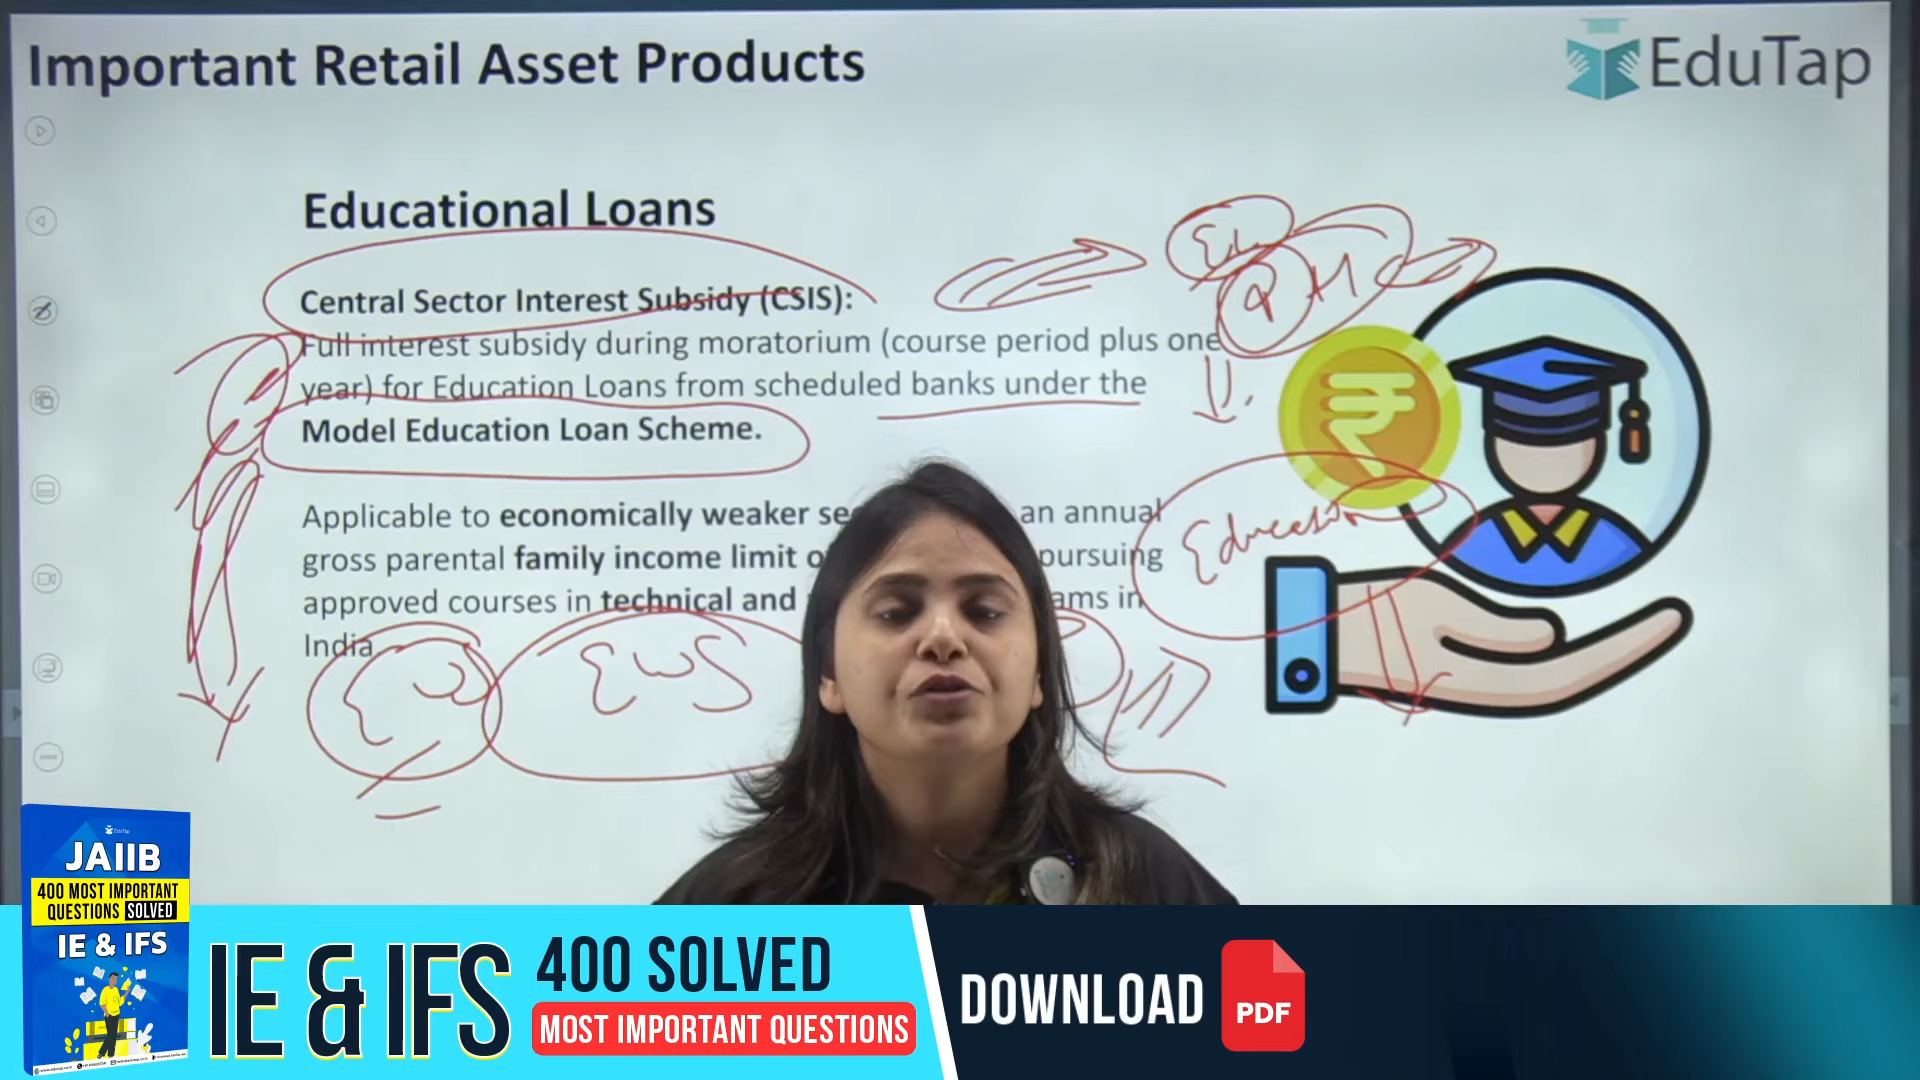 Important Retail Asset Products
EduTap
Educational Loans
Central Sector Interest Subsidy (CSIS):
Full interest subsidy during moratorium (course period plus one
year) for Education Loans from scheduled banks under the
Model Education Loan Scheme.
Applicable to economically weaker an annual
gross parental family income limit pursuing
approved courses in technical and in
India
EWS
Education
EduTap
JAIIB
400 MOST IMPORTANT
QUESTIONS SOLVED
IE & IFS
IE & IFS
400 SOLVED
MOST IMPORTANT QUESTIONS
DOWNLOAD
PDF